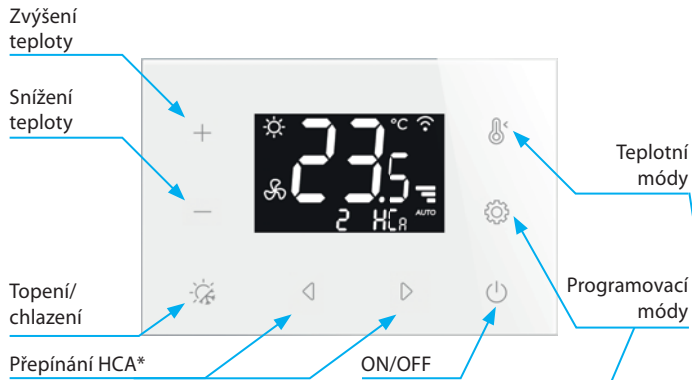 Zvýšení
teploty
Snížení
teploty
Topení/
chlazení
Přepínání HCA*
ON/OFF
23.5 °C
2 HCA AUTO
Teplotní
módy
Programovací
módy